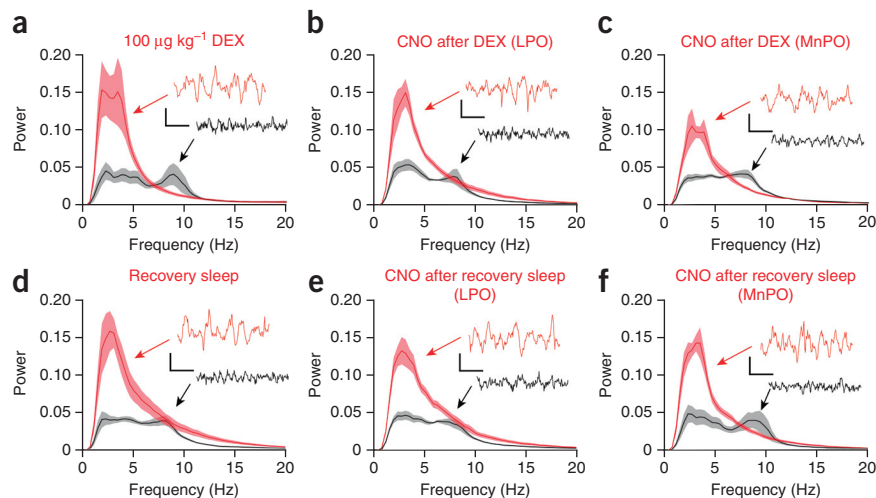 a
100 µg kg⁻¹ DEX
0.20
0.15
0.10
0.05
0
Power
0 5 10 15 20
Frequency (Hz)
b
CNO after DEX (LPO)
0.20
0.15
0.10
0.05
0
Power
0 5 10 15 20
Frequency (Hz)
c
CNO after DEX (MnPO)
0.20
0.15
0.10
0.05
0
Power
0 5 10 15 20
Frequency (Hz)
d
Recovery sleep
0.20
0.15
0.10
0.05
0
Power
0 5 10 15 20
Frequency (Hz)
e
CNO after recovery sleep
(LPO)
0.20
0.15
0.10
0.05
0
Power
0 5 10 15 20
Frequency (Hz)
f
CNO after recovery sleep
(MnPO)
0.20
0.15
0.10
0.05
0
Power
0 5 10 15 20
Frequency (Hz)